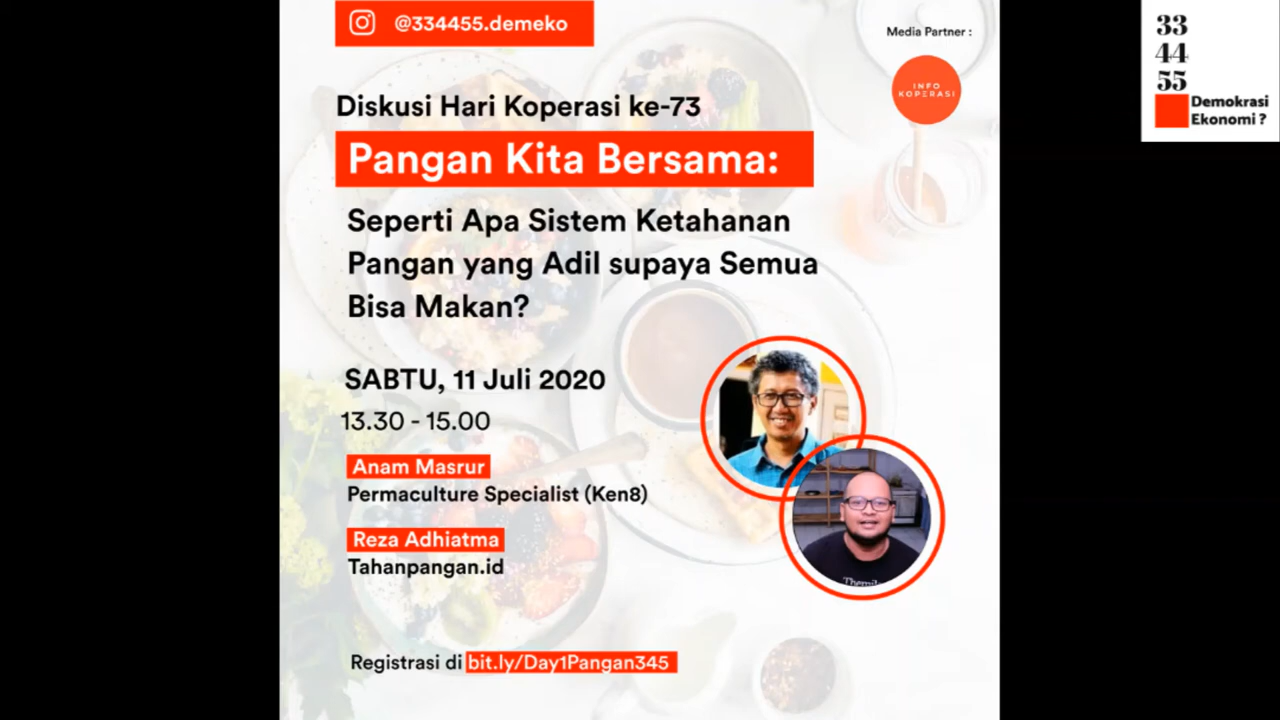 @334455.demeko
Media Partner :
INFO
KOPERASI
33
44
55
Demokrasi
Ekonomi ?
Diskusi Hari Koperasi ke-73
Pangan Kita Bersama:
Seperti Apa Sistem Ketahanan
Pangan yang Adil supaya Semua
Bisa Makan?
SABTU, 11 Juli 2020
13.30 - 15.00
Anam Masrur
Permaculture Specialist (Ken8)
Reza Adhiatma
Tahanpangan.id
Registrasi di bit.ly/Day1Pangan345